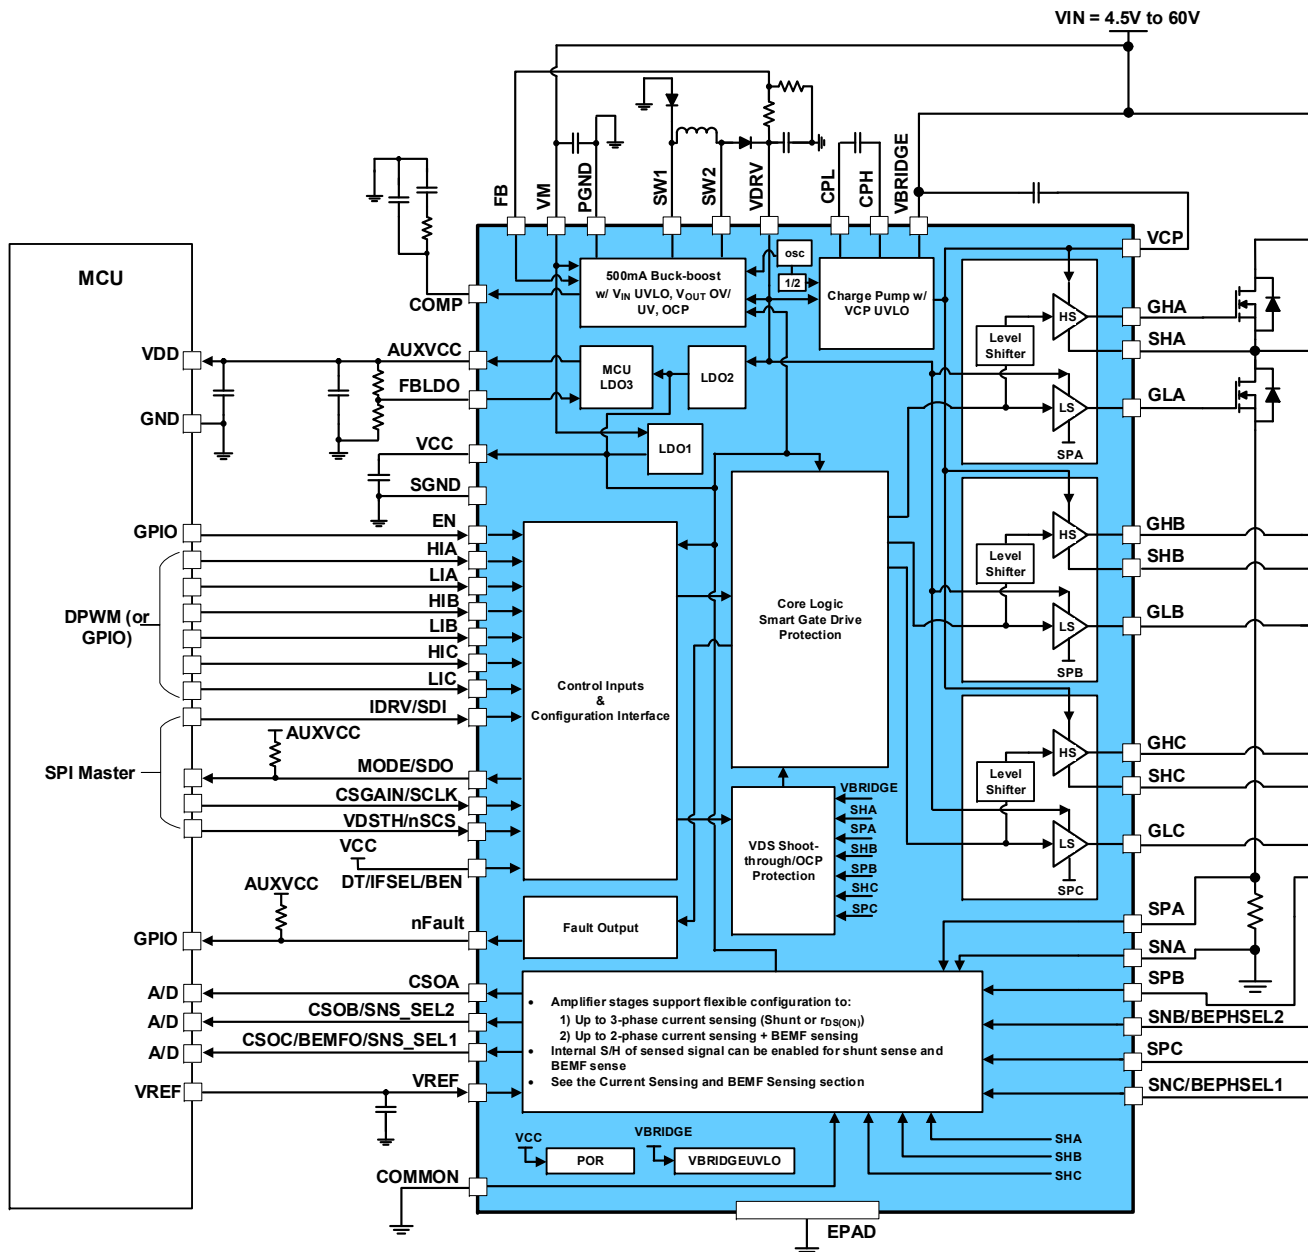 VIN = 4.5V to 60V
FB
VM
PGND
SW1
SW2
VDRV
CPL
CPH
VBRIDGE
MCU
COMP
500mA Buck-boost
w/ VIN UVLO, VOUT OV/
UV, OCP
osc
1/2
Charge Pump w/
VCP UVLO
VCP
HS
Level
Shifter
LS
SPA
GHA
SHA
GLA
VDD
AUXVCC
MCU
LDO3
LDO2
FBLDO
GND
VCC
LDO1
SGND
GPIO
EN
HIA
LIA
HIB
LIB
HIC
LIC
DPWM (or
GPIO)
IDRV/SDI
AUXVCC
SPI Master
MODE/SDO
CSGAIN/SCLK
VDSTH/nSCS
VCC
DT/IFSEL/BEN
Control Inputs
&
Configuration Interface
Core Logic
Smart Gate Drive
Protection
HS
Level
Shifter
LS
SPB
GHB
SHB
GLB
HS
Level
Shifter
LS
SPC
GHC
SHC
GLC
VDS Shoot-
through/OCP
Protection
VBRIDGE
SHA
SPA
SHB
SPB
SHC
SPC
AUXVCC
nFault
GPIO
Fault Output
SPA
SNA
SPB
SNB/BEPHSEL2
SPC
SNC/BEPHSEL1
A/D
CSOA
A/D
CSOB/SNS_SEL2
A/D
CSOC/BEMFO/SNS_SEL1
VREF
VREF
• Amplifier stages support flexible configuration to:
1) Up to 3-phase current sensing (Shunt or rDS(ON))
2) Up to 2-phase current sensing + BEMF sensing
• Internal S/H of sensed signal can be enabled for shunt sense and
BEMF sense
• See the Current Sensing and BEMF Sensing section
VCC
POR
VBRIDGE
VBRIDGEUVLO
SHA
SHB
SHC
COMMON
EPAD